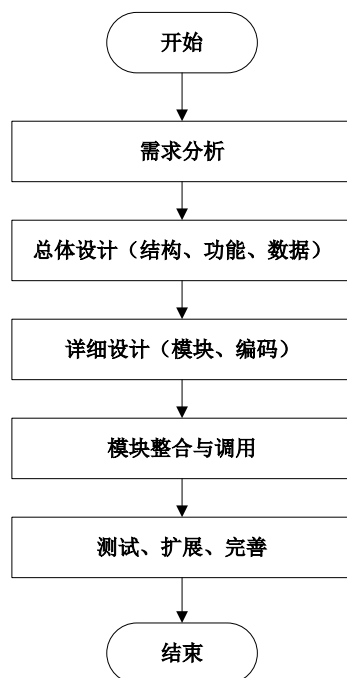 开始
需求分析
总体设计（结构、功能、数据）
详细设计（模块、编码）
模块整合与调用
测试、扩展、完善
结束